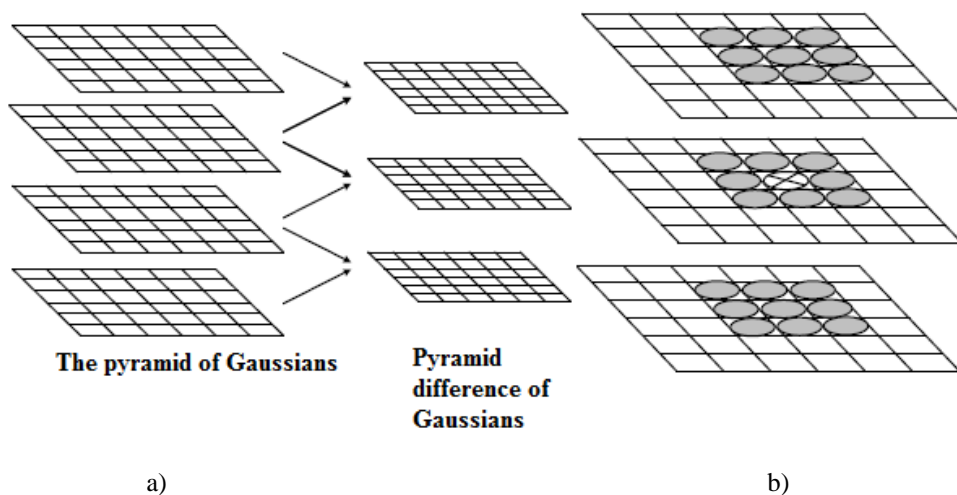 The pyramid of Gaussians
Pyramid
difference of
Gaussians
a)
b)